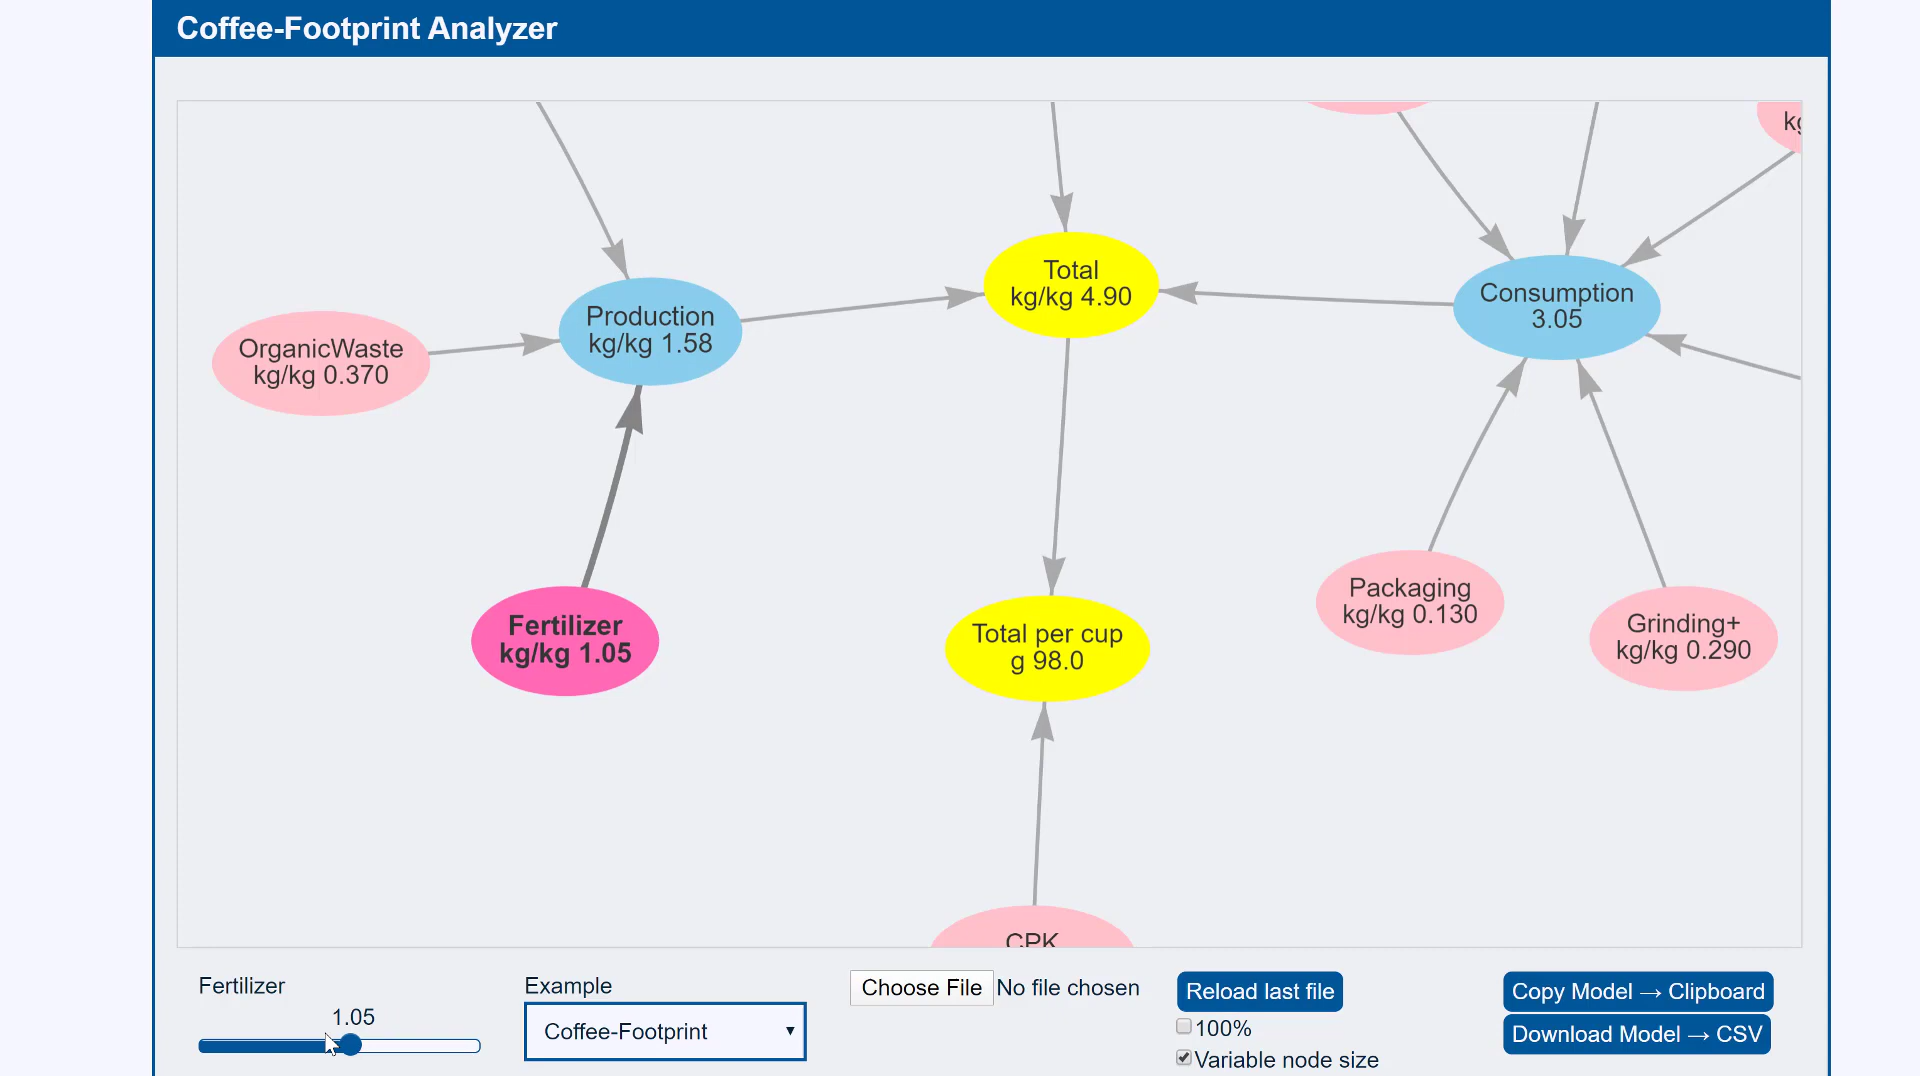 Coffee-Footprint Analyzer
Total
kg/kg 4.90
Consumption
3.05
Production
kg/kg 1.58
OrganicWaste
kg/kg 0.370
Fertilizer
kg/kg 1.05
Total per cup
g 98.0
Packaging
kg/kg 0.130
Grinding+
kg/kg 0.290
CPK
Fertilizer
1.05
Example
Coffee-Footprint
Choose File No file chosen
Reload last file
100%
Variable node size
Copy Model → Clipboard
Download Model → CSV